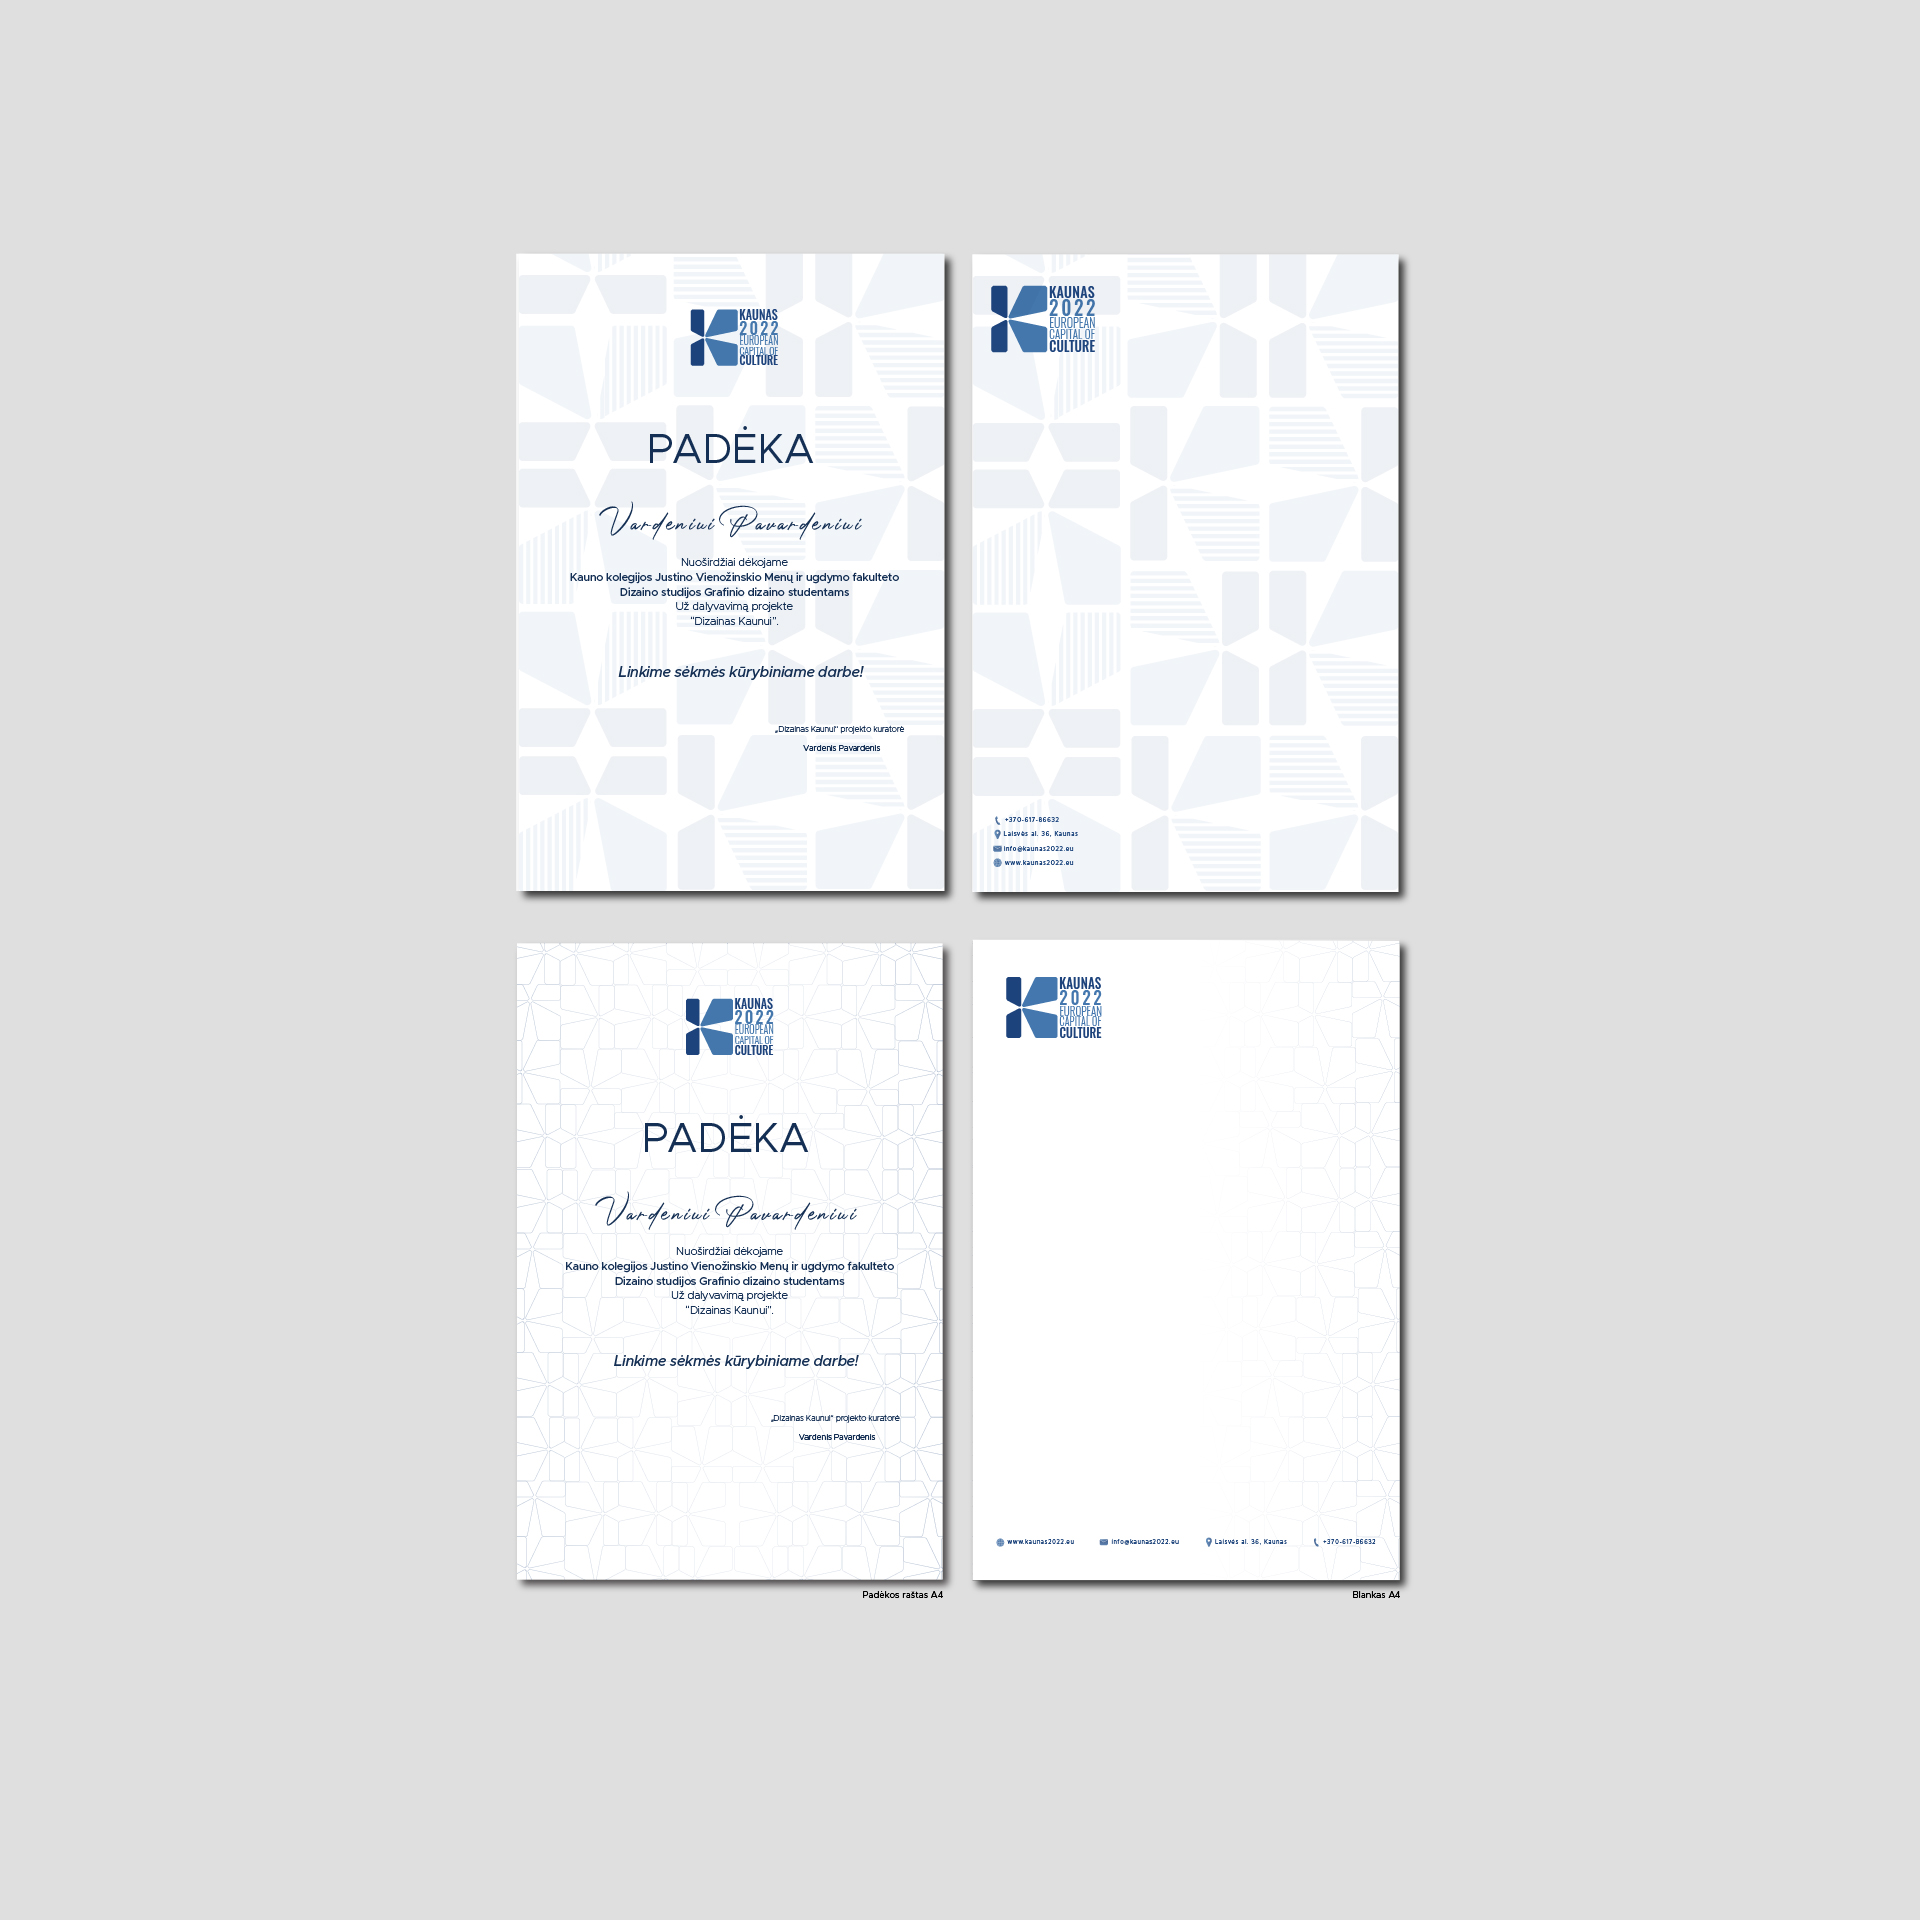 KAUNAS
2022
EUROPEAN
CAPITAL OF
CULTURE
PADĖKA
Vardeniui Pavardeniui
Nuoširdžiai dėkojame
Kauno kolegijos Justino Vienožinskio Menų ir ugdymo fakulteto
Dizaino studijos Grafinio dizaino studentams
Už dalyvavimą projekte
"Dizainas Kaunui".
Linkime sėkmės kūrybiniame darbe!
„Dizainas Kaunui" projekto kuratorė
Vardenis Pavardenis
KAUNAS
2022
EUROPEAN
CAPITAL OF
CULTURE
+370-617-86632
Laisvės al. 36, Kaunas
info@kaunas2022.eu
www.kaunas2022.eu
KAUNAS
2022
EUROPEAN
CAPITAL OF
CULTURE
PADĖKA
Vardeniui Pavardeniui
Nuoširdžiai dėkojame
Kauno kolegijos Justino Vienožinskio Menų ir ugdymo fakulteto
Dizaino studijos Grafinio dizaino studentams
Už dalyvavimą projekte
"Dizainas Kaunui".
Linkime sėkmės kūrybiniame darbe!
„Dizainas Kaunui" projekto kuratorė
Vardenis Pavardenis
Padėkos raštas A4
KAUNAS
2022
EUROPEAN
CAPITAL OF
CULTURE
www.kaunas2022.eu info@kaunas2022.eu Laisvės al. 36, Kaunas +370-617-86632
Blankas A4